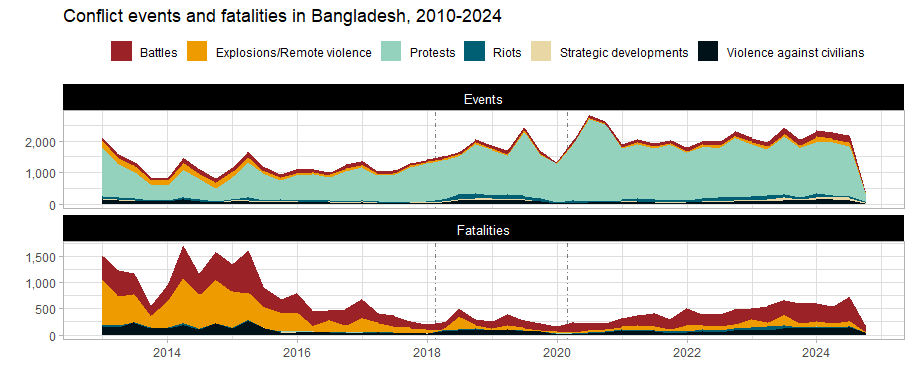 Conflict events and fatalities in Bangladesh, 2010-2024
Battles Explosions/Remote violence Protests Riots Strategic developments Violence against civilians
Events
2,000
1,000
0
Fatalities
1,500
1,000
500
0
2014 2016 2018 2020 2022 2024